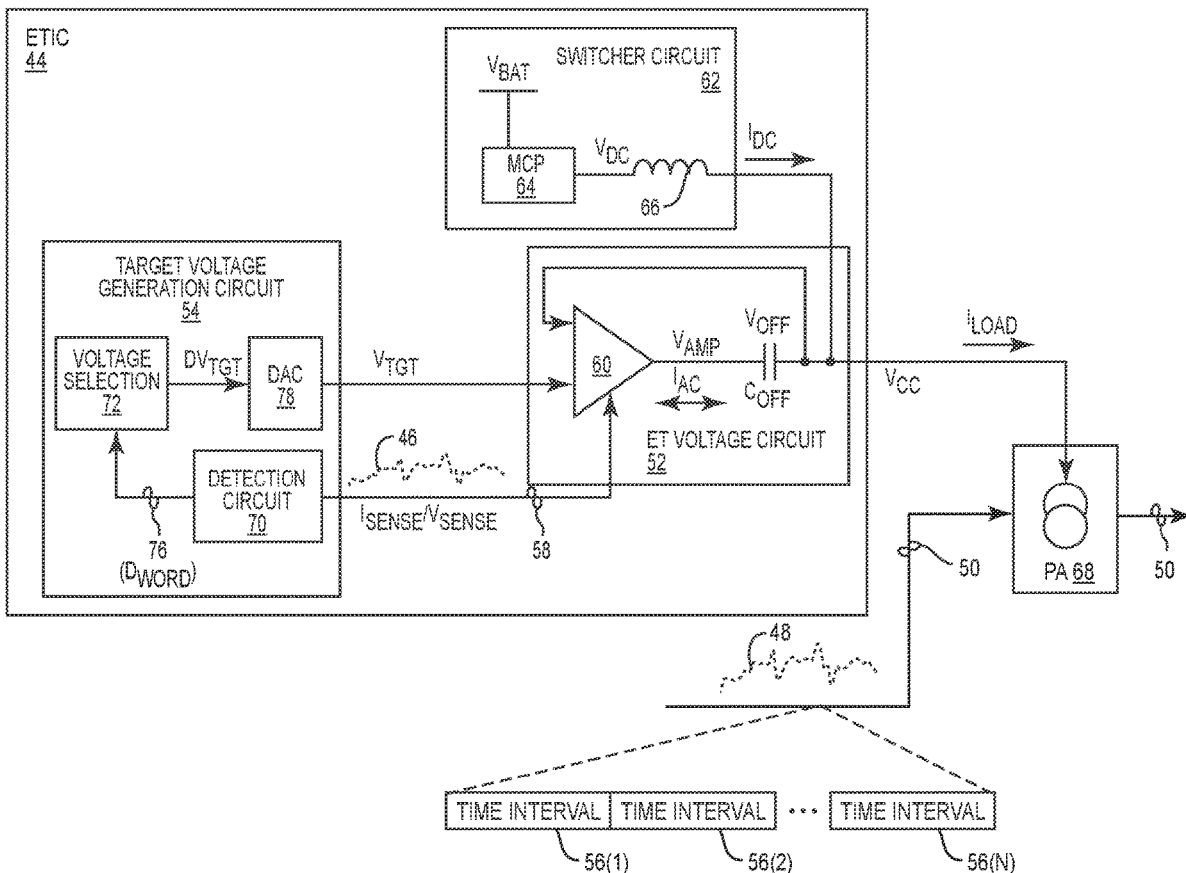 ETIC
44
SWITCHER CIRCUIT
62
VBAT
MCP
64
VDC
66
IDC
TARGET VOLTAGE
GENERATION CIRCUIT
54
VOLTAGE
SELECTION
72
DVTGT
DAC
78
VTGT
60
VAMP
IAC
VOFF
COFF
ET VOLTAGE CIRCUIT
52
ILOAD
VCC
DETECTION
CIRCUIT
70
46
ISENSE/VSENSE
58
76
(DWORD)
50
PA 68
50
48
TIME INTERVAL
TIME INTERVAL
•••
TIME INTERVAL
56(1)
56(2)
56(N)